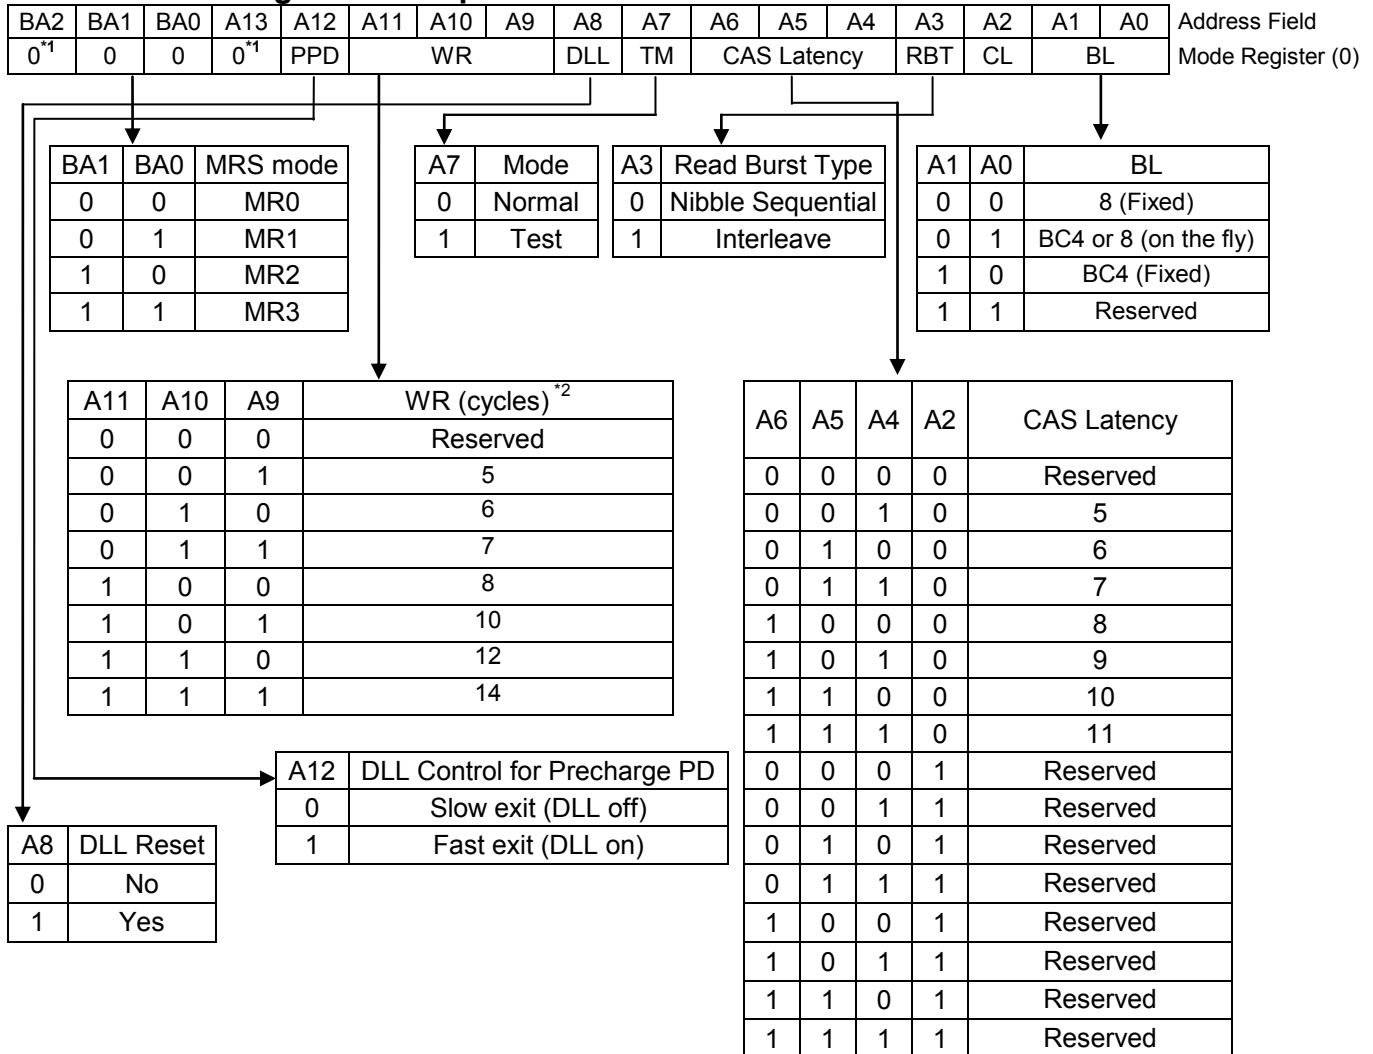 BA2 BA1 BA0 A13 A12 A11 A10 A9 A8 A7 A6 A5 A4 A3 A2 A1 A0 Address Field
0*1 0 0 0*1 PPD WR DLL TM CAS Latency RBT CL BL Mode Register (0)
BA1 BA0 MRS mode
0 0 MR0
0 1 MR1
1 0 MR2
1 1 MR3
A7 Mode
0 Normal
1 Test
A3 Read Burst Type
0 Nibble Sequential
1 Interleave
A1 A0 BL
0 0 8 (Fixed)
0 1 BC4 or 8 (on the fly)
1 0 BC4 (Fixed)
1 1 Reserved
A11 A10 A9 WR (cycles) *2
0 0 0 Reserved
0 0 1 5
0 1 0 6
0 1 1 7
1 0 0 8
1 0 1 10
1 1 0 12
1 1 1 14
A6 A5 A4 A2 CAS Latency
0 0 0 0 Reserved
0 0 1 0 5
0 1 0 0 6
0 1 1 0 7
1 0 0 0 8
1 0 1 0 9
1 1 0 0 10
1 1 1 0 11
0 0 0 1 Reserved
0 0 1 1 Reserved
0 1 0 1 Reserved
0 1 1 1 Reserved
1 0 0 1 Reserved
1 0 1 1 Reserved
1 1 0 1 Reserved
1 1 1 1 Reserved
A12 DLL Control for Precharge PD
0 Slow exit (DLL off)
1 Fast exit (DLL on)
A8 DLL Reset
0 No
1 Yes